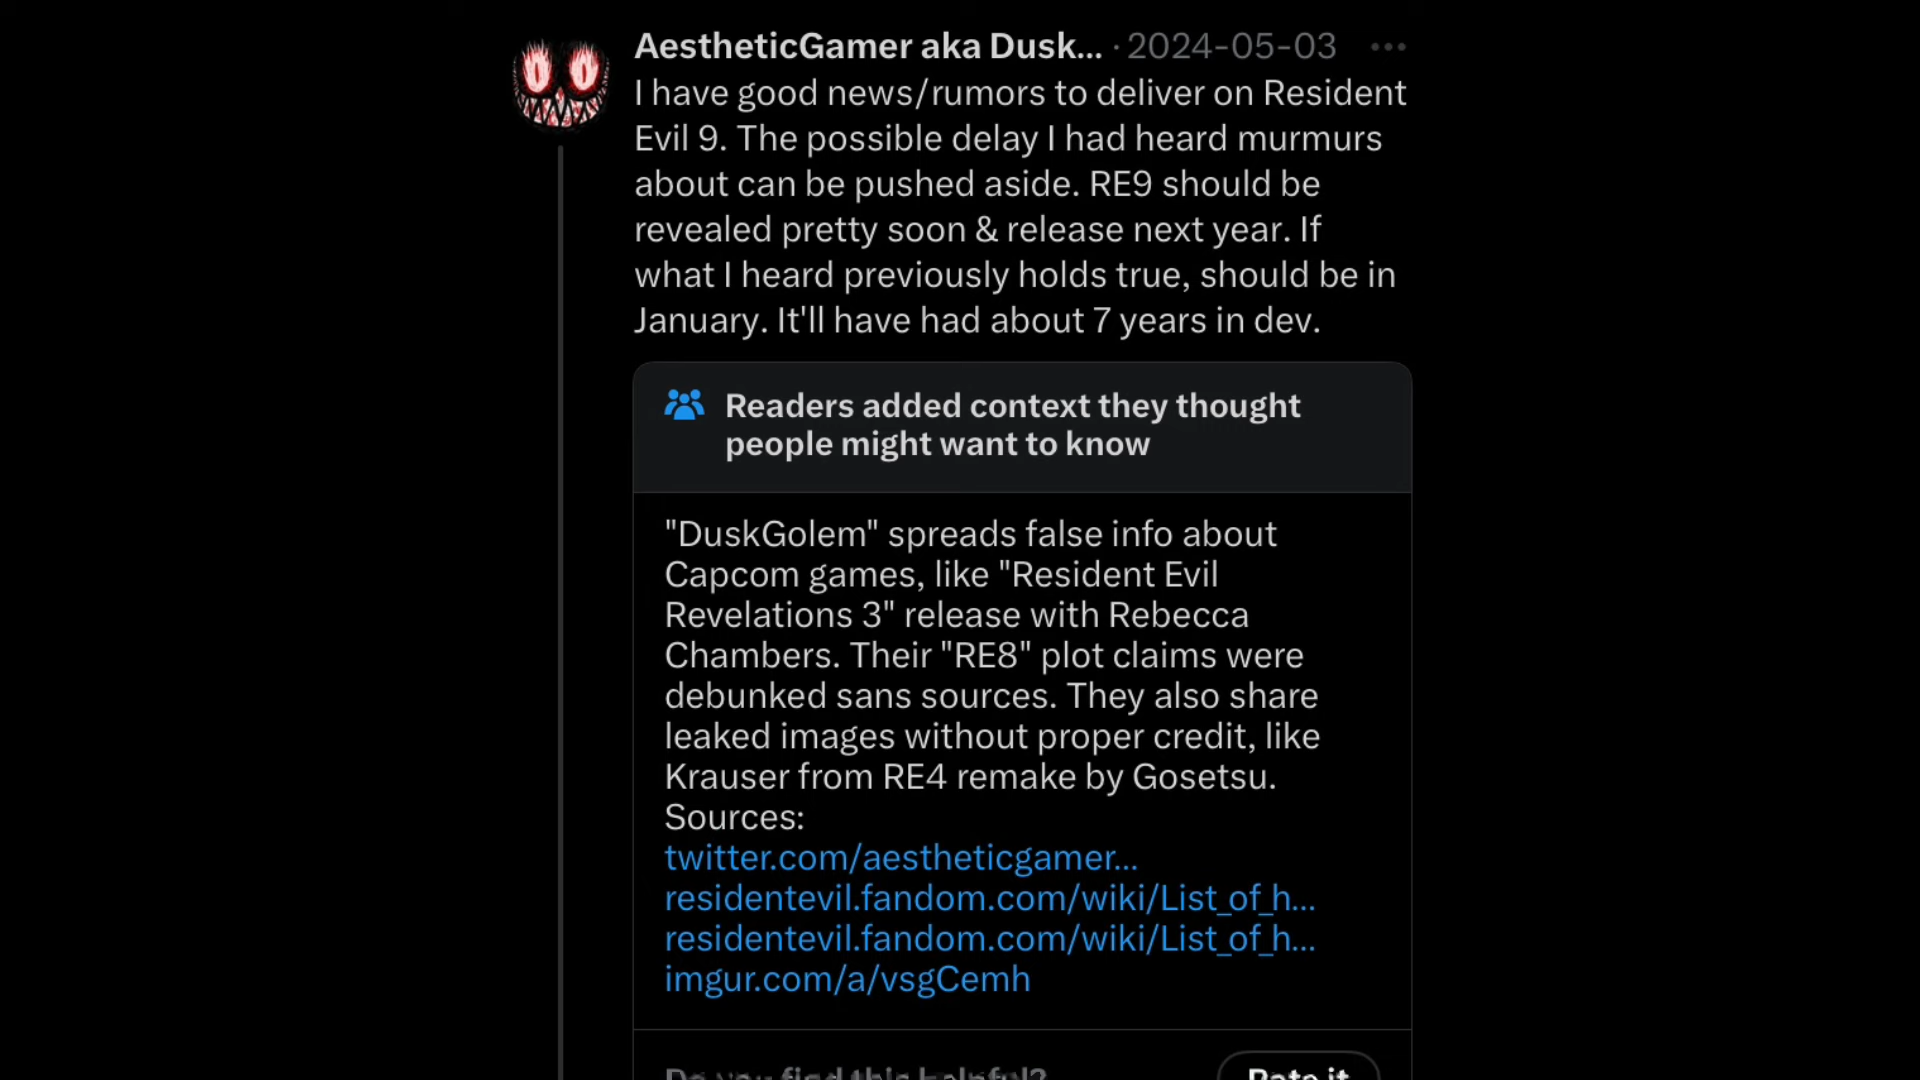 AestheticGamer aka Dusk... · 2024-05-03 ...
I have good news/rumors to deliver on Resident
Evil 9. The possible delay I had heard murmurs
about can be pushed aside. RE9 should be
revealed pretty soon & release next year. If
what I heard previously holds true, should be in
January. It'll have had about 7 years in dev.
Readers added context they thought
people might want to know
"DuskGolem" spreads false info about
Capcom games, like "Resident Evil
Revelations 3" release with Rebecca
Chambers. Their "RE8" plot claims were
debunked sans sources. They also share
leaked images without proper credit, like
Krauser from RE4 remake by Gosetsu.
Sources:
twitter.com/aestheticgamer...
residentevil.fandom.com/wiki/List_of_h...
residentevil.fandom.com/wiki/List_of_h...
imgur.com/a/vsgCemh
Do you find this helpful? Rate it